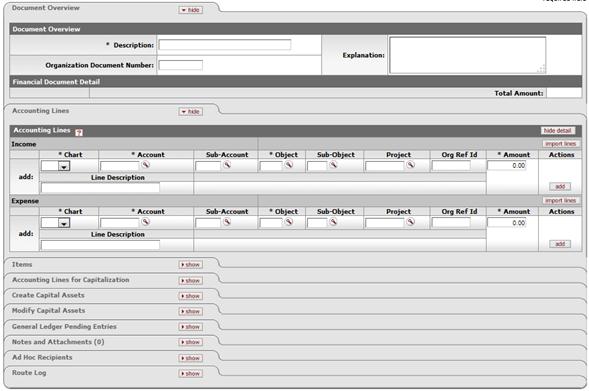 Document Overview ▼ hide
Document Overview
* Description:
Explanation:
Organization Document Number:
Financial Document Detail
Total Amount:
Accounting Lines ▼ hide
Accounting Lines ? hide detail
Income import lines
* Chart * Account Sub-Account * Object Sub-Object Project Org Ref Id * Amount Actions
add: 0.00
Line Description
add
Expense import lines
* Chart * Account Sub-Account * Object Sub-Object Project Org Ref Id * Amount Actions
add: 0.00
Line Description
add
Items ▶ show
Accounting Lines for Capitalization ▶ show
Create Capital Assets ▶ show
Modify Capital Assets ▶ show
General Ledger Pending Entries ▶ show
Notes and Attachments (0) ▶ show
Ad Hoc Recipients ▶ show
Route Log ▶ show